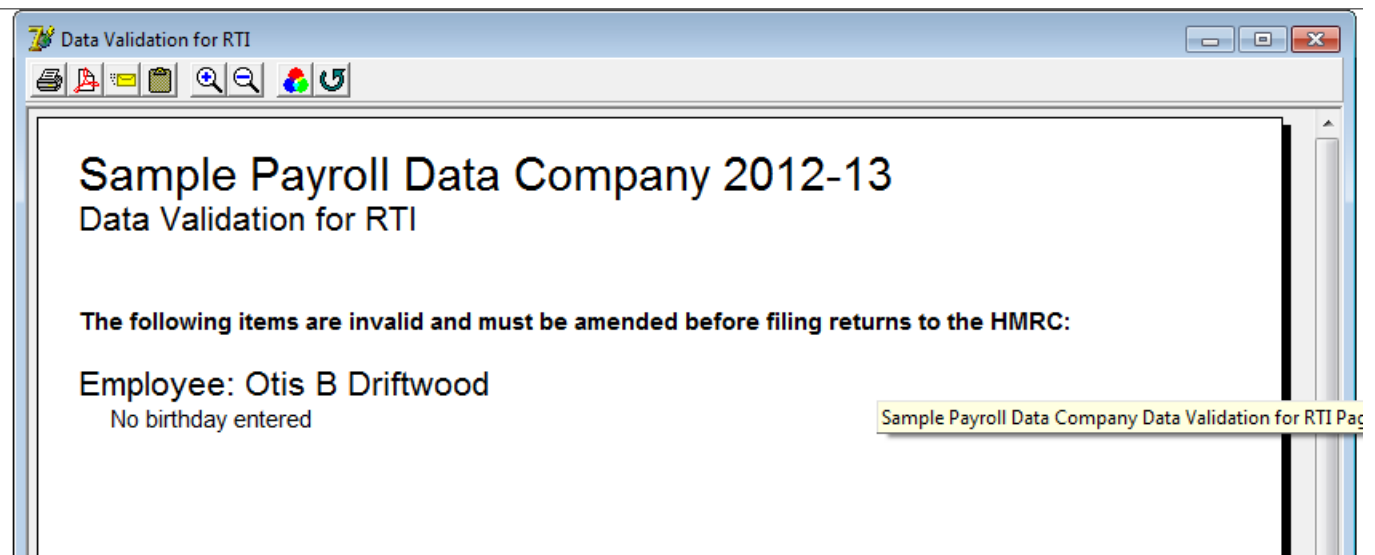 Data Validation for RTI
Sample Payroll Data Company 2012-13
Data Validation for RTI
The following items are invalid and must be amended before filing returns to the HMRC:
Employee: Otis B Driftwood
No birthday entered
Sample Payroll Data Company Data Validation for RTI Pag